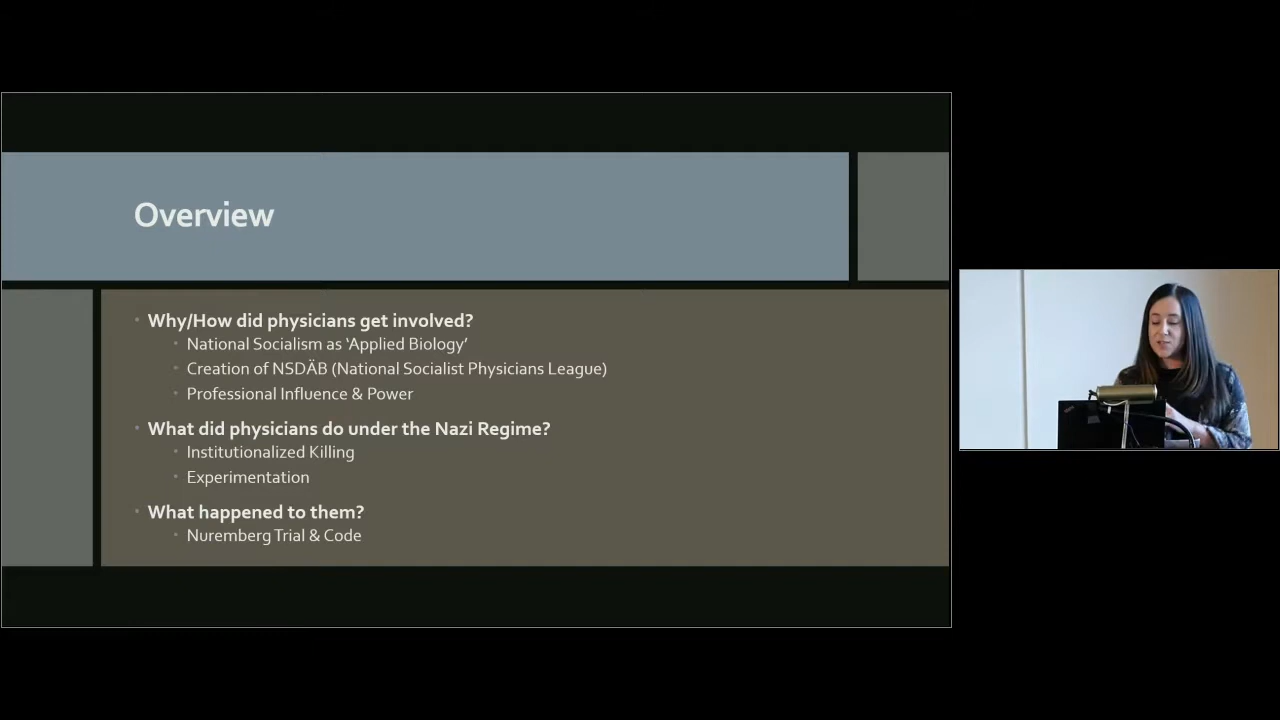 Overview
Why/How did physicians get involved?
National Socialism as ‘Applied Biology’
Creation of NSDÄB (National Socialist Physicians League)
Professional Influence & Power
What did physicians do under the Nazi Regime?
Institutionalized Killing
Experimentation
What happened to them?
Nuremberg Trial & Code